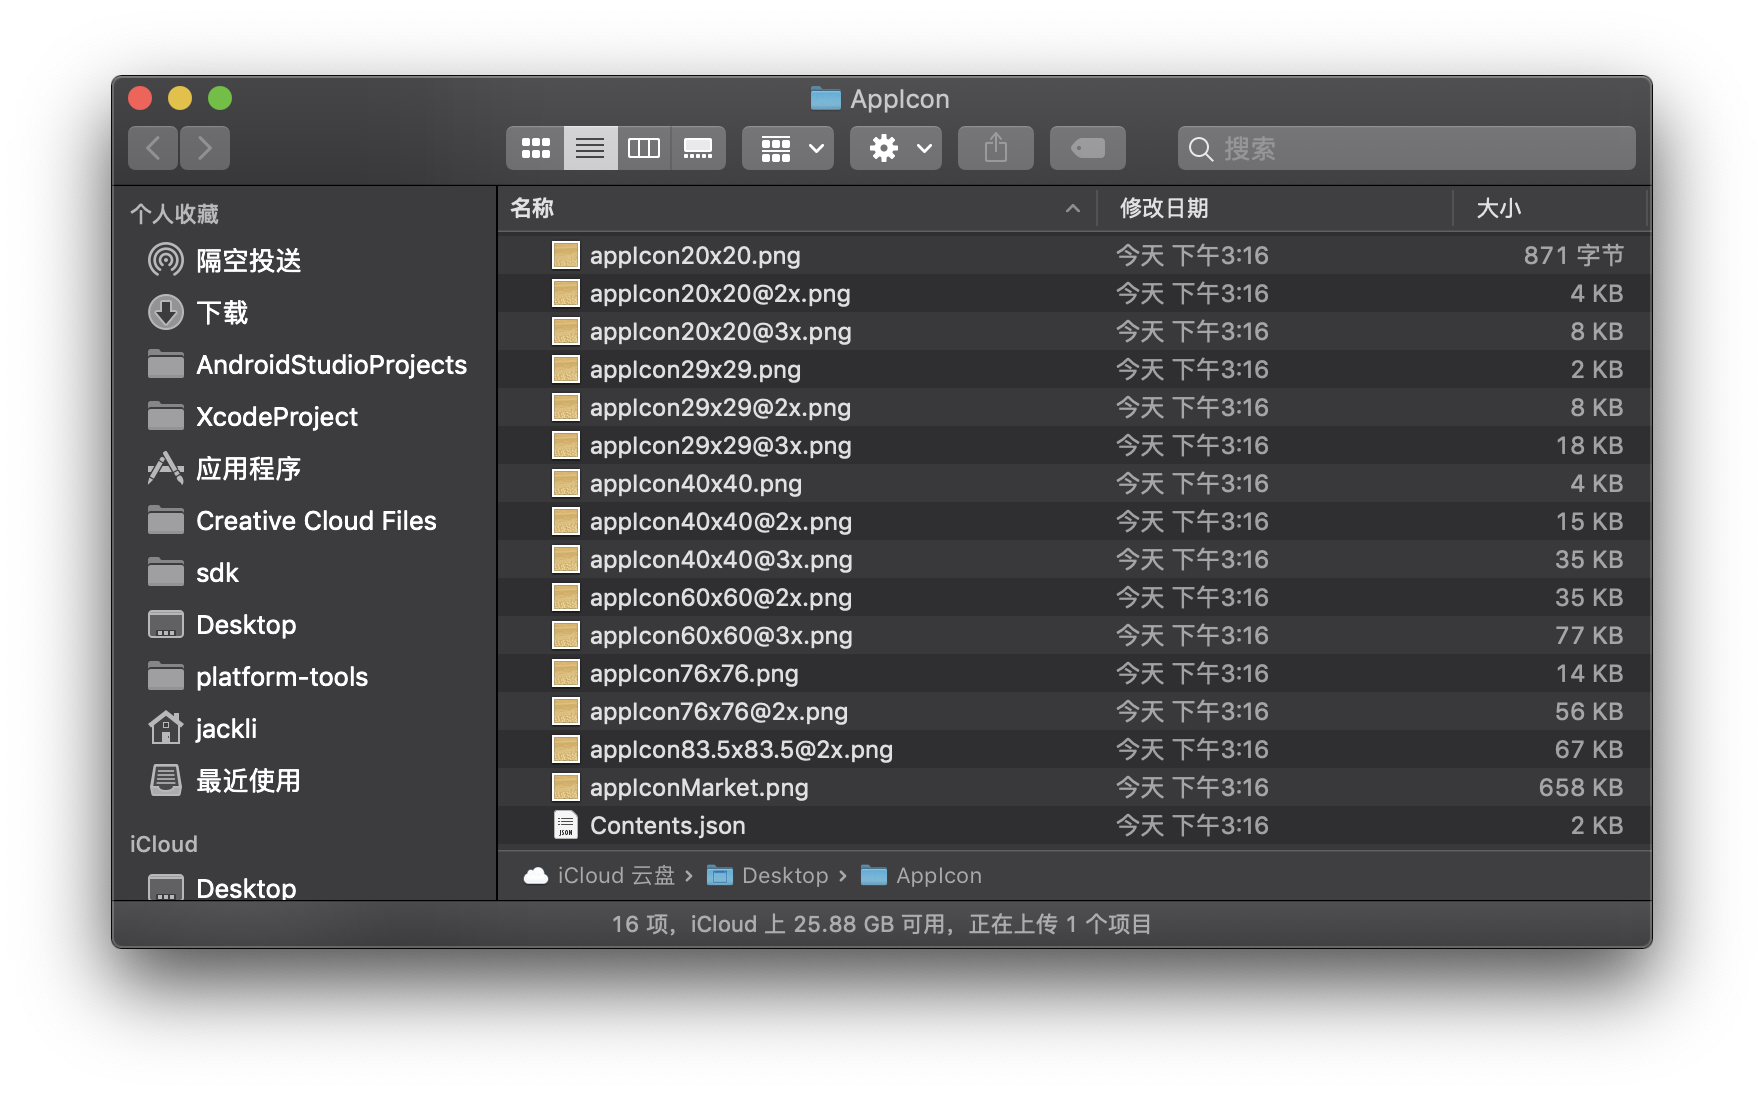 AppIcon
搜索
个人收藏
隔空投送
下载
AndroidStudioProjects
XcodeProject
应用程序
Creative Cloud Files
sdk
Desktop
platform-tools
jackli
最近使用
iCloud
Desktop
名称 修改日期 大小
appIcon20x20.png 今天 下午3:16 871 字节
appIcon20x20@2x.png 今天 下午3:16 4 KB
appIcon20x20@3x.png 今天 下午3:16 8 KB
appIcon29x29.png 今天 下午3:16 2 KB
appIcon29x29@2x.png 今天 下午3:16 8 KB
appIcon29x29@3x.png 今天 下午3:16 18 KB
appIcon40x40.png 今天 下午3:16 4 KB
appIcon40x40@2x.png 今天 下午3:16 15 KB
appIcon40x40@3x.png 今天 下午3:16 35 KB
appIcon60x60@2x.png 今天 下午3:16 35 KB
appIcon60x60@3x.png 今天 下午3:16 77 KB
appIcon76x76.png 今天 下午3:16 14 KB
appIcon76x76@2x.png 今天 下午3:16 56 KB
appIcon83.5x83.5@2x.png 今天 下午3:16 67 KB
appIconMarket.png 今天 下午3:16 658 KB
JSON Contents.json 今天 下午3:16 2 KB
iCloud 云盘 › Desktop › AppIcon
16 项，iCloud 上 25.88 GB 可用，正在上传 1 个项目